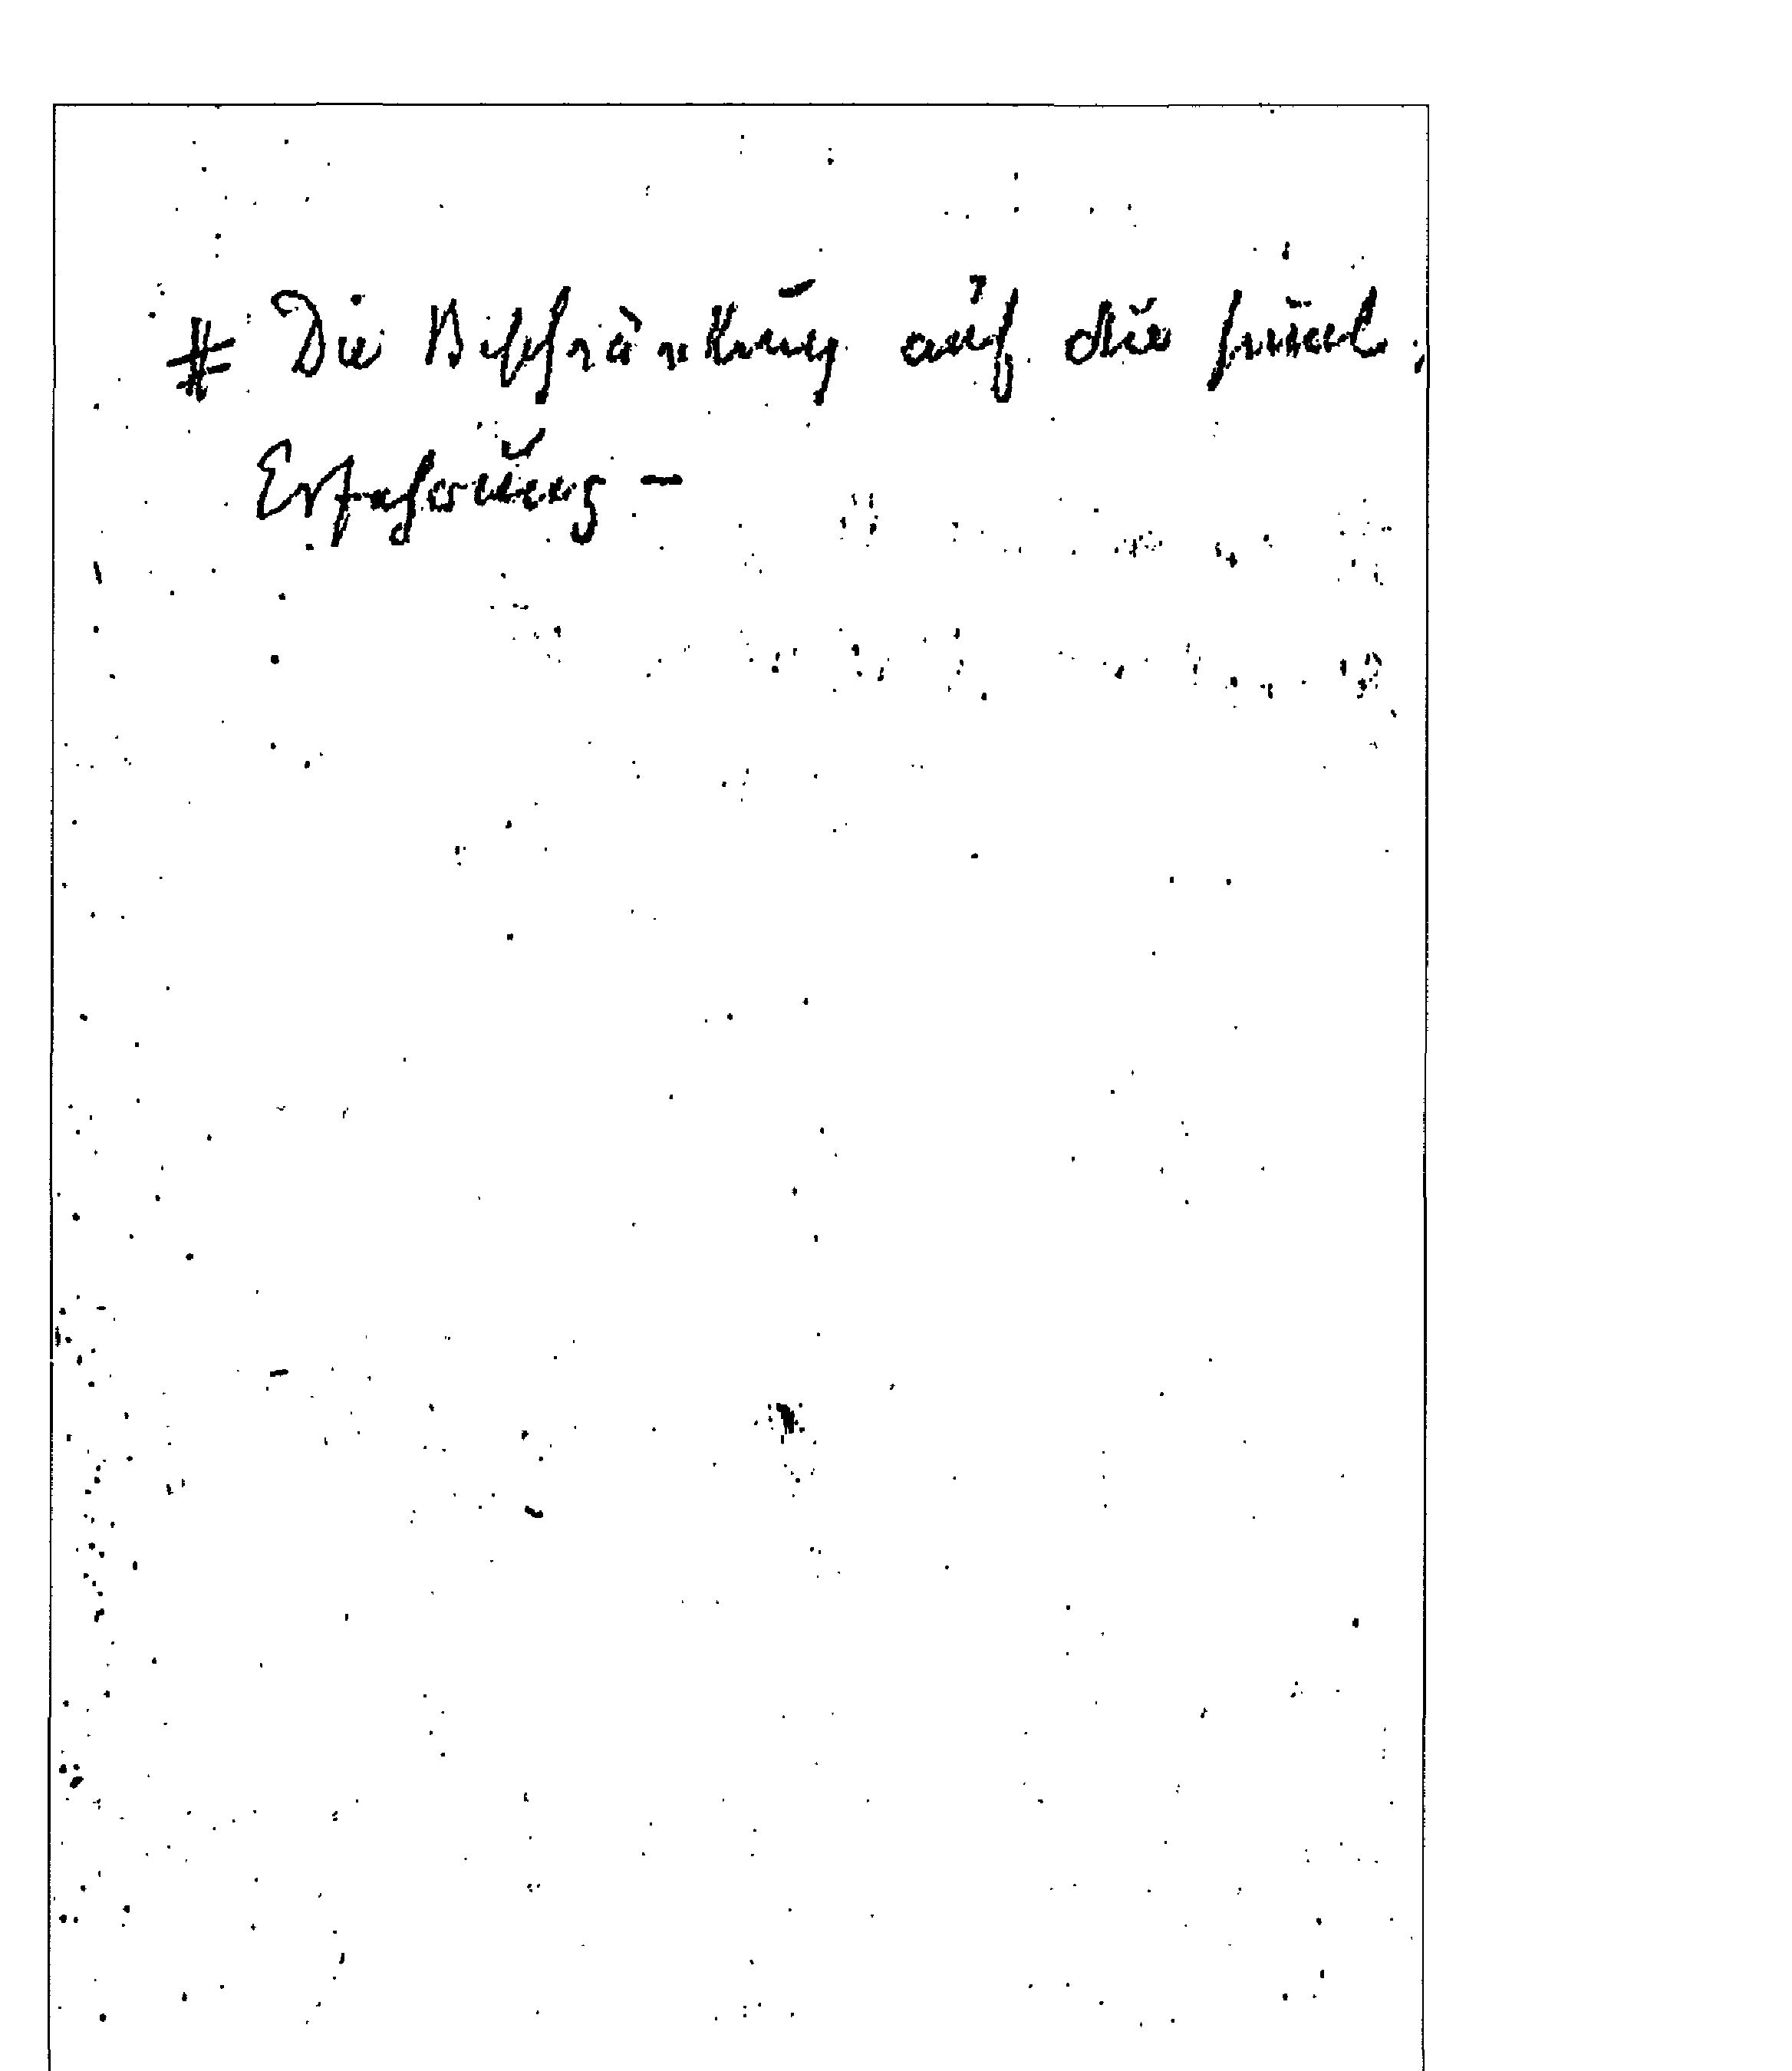 # Die Beschränkung auf die sinnl.
Erfahrung –